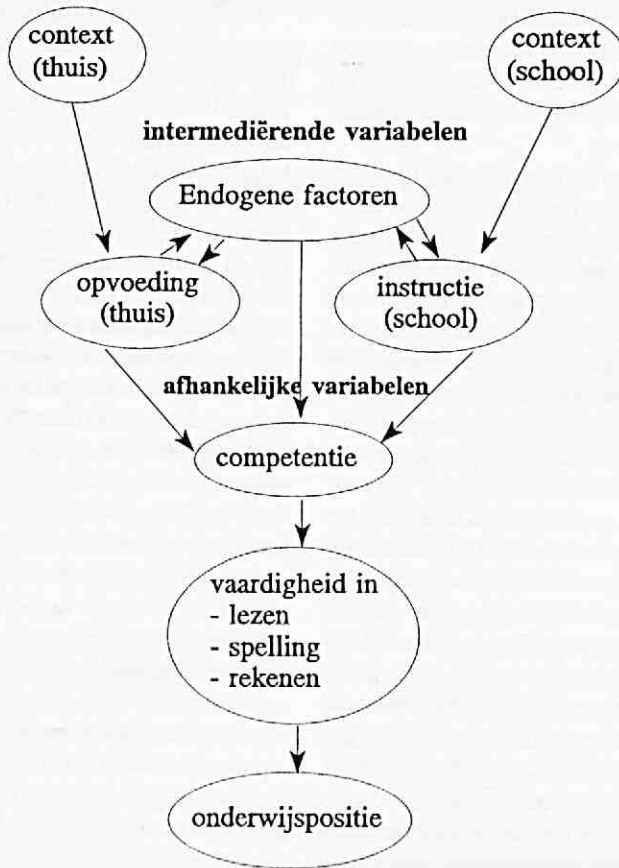 context
(thuis)
context
(school)
intermediërende variabelen
Endogene factoren
opvoeding
(thuis)
instructie
(school)
afhankelijke variabelen
competentie
vaardigheid in
- lezen
- spelling
- rekenen
onderwijspositie